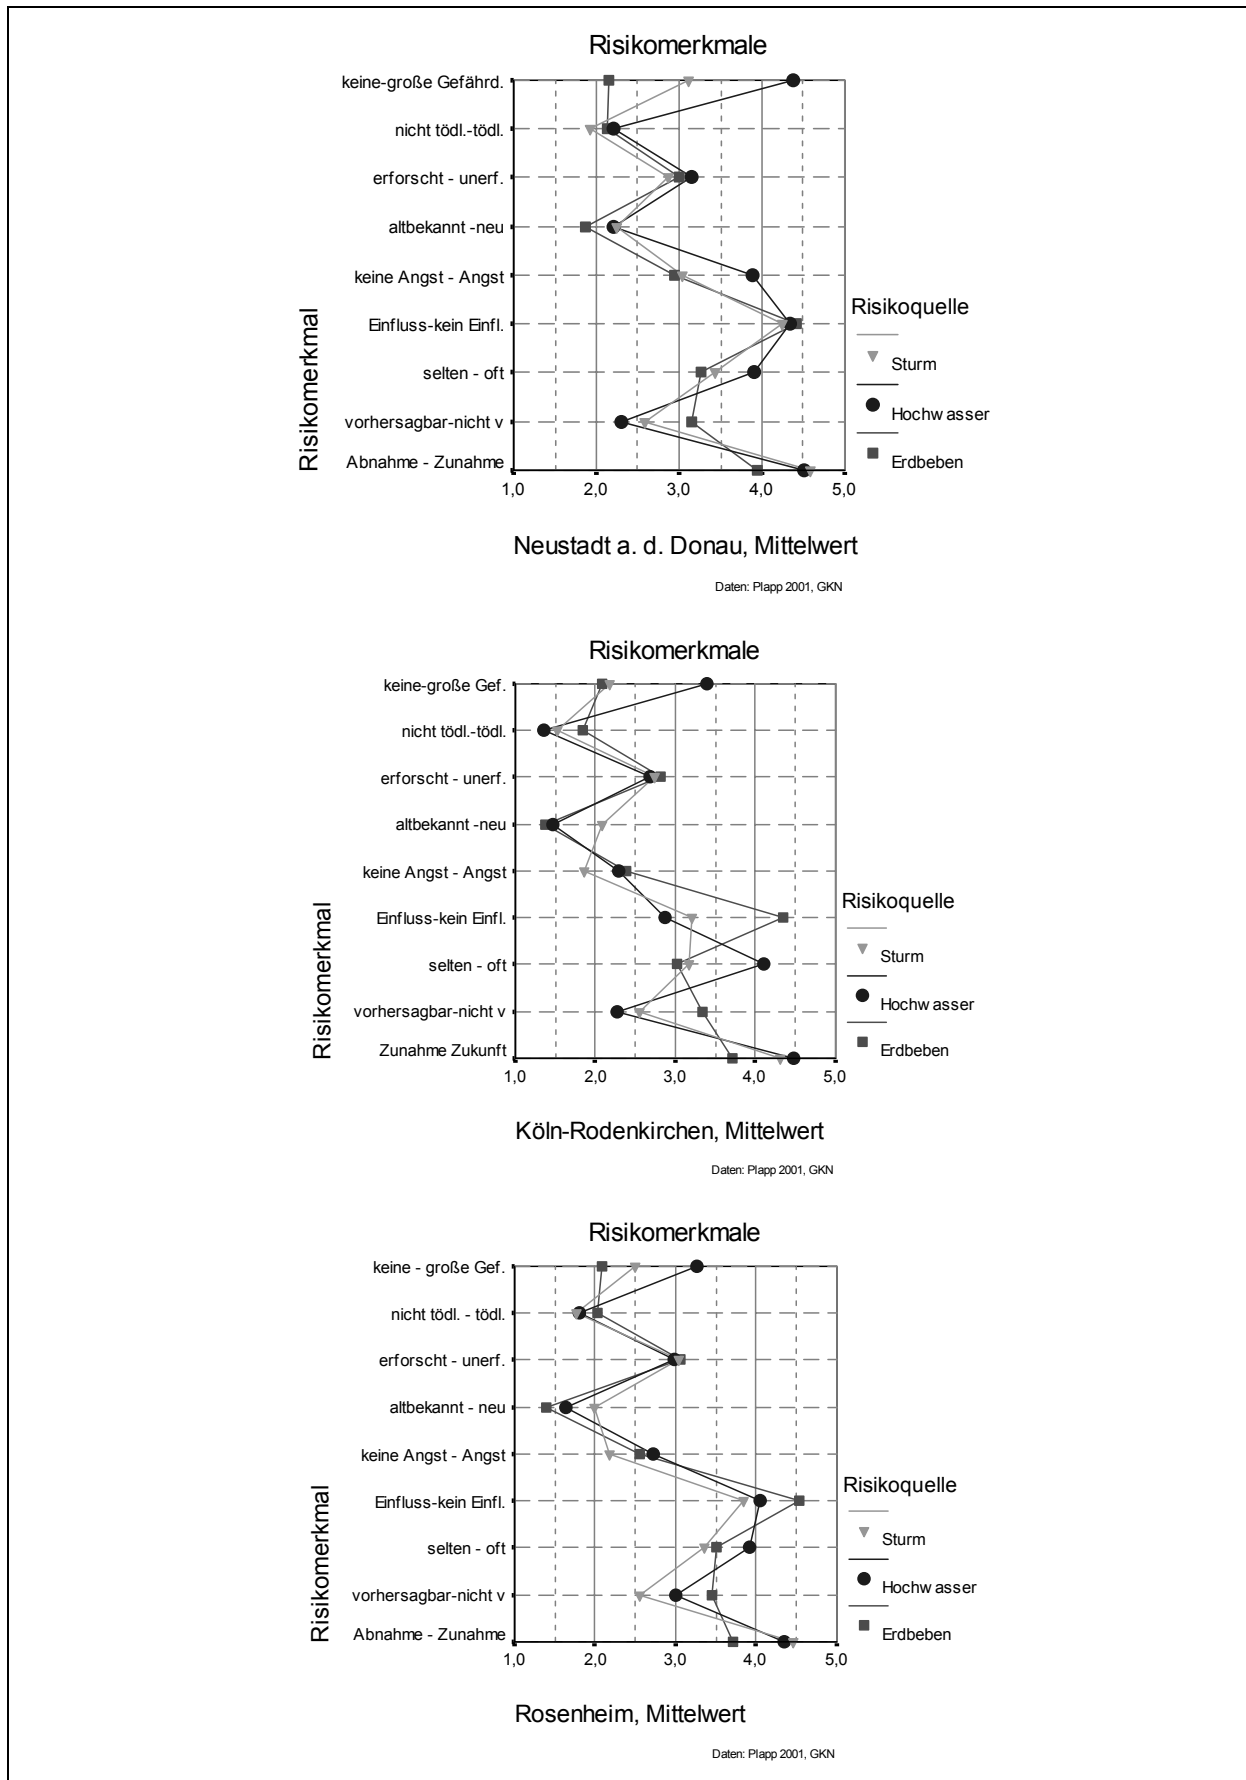 Risikomerkmale
keine-große Gefährd.
nicht tödl.-tödl.
erforscht - unerf.
altbekannt -neu
keine Angst - Angst
Einfluss-kein Einfl.
selten - oft
vorhersagbar-nicht v
Abnahme - Zunahme
Risikomerkmal
1,0 2,0 3,0 4,0 5,0
Risikoquelle
Sturm
Hochwasser
Erdbeben
Neustadt a. d. Donau, Mittelwert
Daten: Plapp 2001, GKN
Risikomerkmale
keine-große Gef.
nicht tödl.-tödl.
erforscht - unerf.
altbekannt -neu
keine Angst - Angst
Einfluss-kein Einfl.
selten - oft
vorhersagbar-nicht v
Zunahme Zukunft
Risikomerkmal
1,0 2,0 3,0 4,0 5,0
Risikoquelle
Sturm
Hochwasser
Erdbeben
Köln-Rodenkirchen, Mittelwert
Daten: Plapp 2001, GKN
Risikomerkmale
keine - große Gef.
nicht tödl. - tödl.
erforscht - unerf.
altbekannt - neu
keine Angst - Angst
Einfluss-kein Einfl.
selten - oft
vorhersagbar-nicht v
Abnahme - Zunahme
Risikomerkmal
1,0 2,0 3,0 4,0 5,0
Risikoquelle
Sturm
Hochwasser
Erdbeben
Rosenheim, Mittelwert
Daten: Plapp 2001, GKN